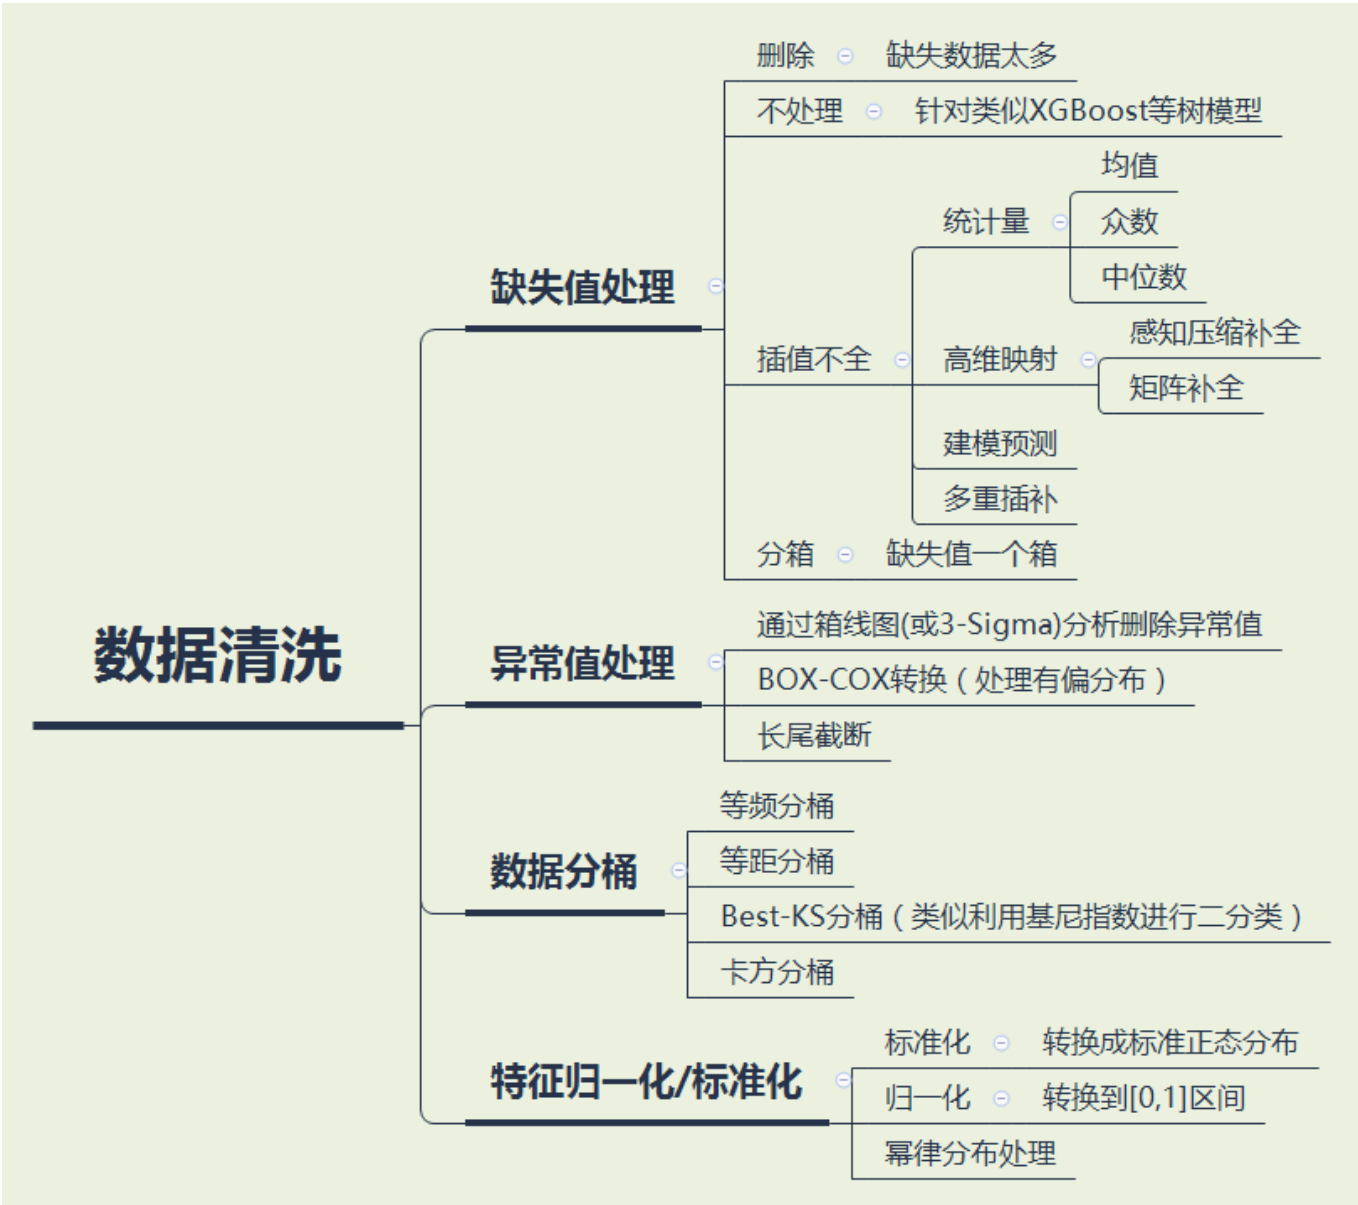 数据清洗
缺失值处理
删除
缺失数据太多
不处理
针对类似XGBoost等树模型
插值不全
统计量
均值
众数
中位数
高维映射
感知压缩补全
矩阵补全
建模预测
多重插补
分箱
缺失值一个箱
异常值处理
通过箱线图(或3-Sigma)分析删除异常值
BOX-COX转换（处理有偏分布）
长尾截断
数据分桶
等频分桶
等距分桶
Best-KS分桶（类似利用基尼指数进行二分类）
卡方分桶
特征归一化/标准化
标准化
转换成标准正态分布
归一化
转换到[0,1]区间
幂律分布处理